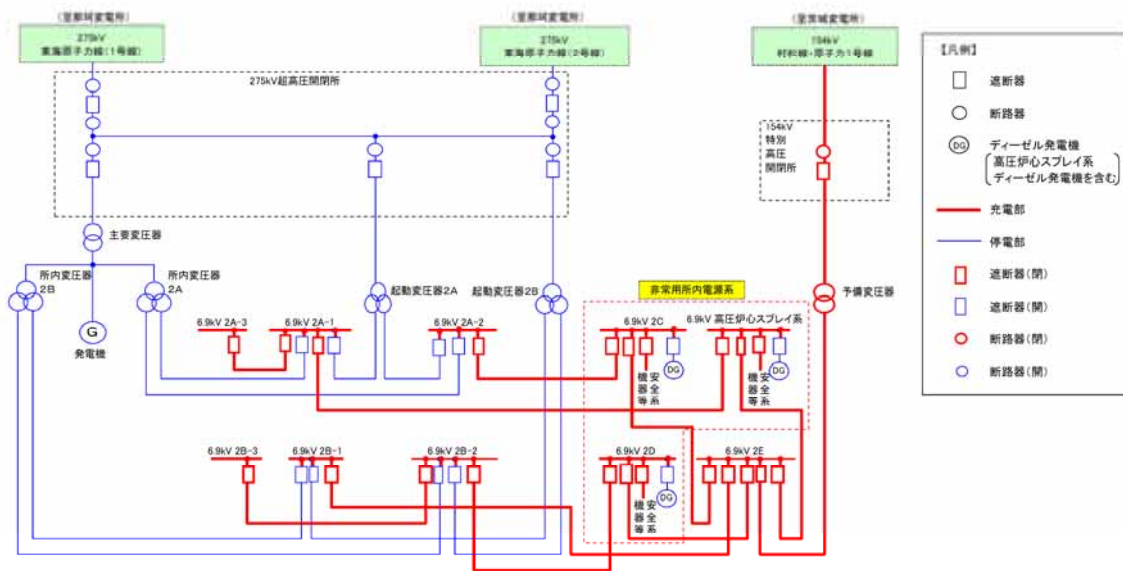 (至那珂変電所)
275kV
東海原子力線(1号線)
(至那珂変電所)
275kV
東海原子力線(2号線)
(至茨城変電所)
154kV
村松線・原子力1号線
275kV超高圧開閉所
154kV
特別
高圧
開閉所
主要変圧器
所内変圧器
2B
所内変圧器
2A
G
発電機
起動変圧器2A
起動変圧器2B
予備変圧器
非常用所内電源系
6.9kV 2A-3
6.9kV 2A-1
6.9kV 2A-2
6.9kV 2C
6.9kV 高圧炉心スプレイ系
DG
安全系
機器等
DG
安全系
機器等
6.9kV 2B-3
6.9kV 2B-1
6.9kV 2B-2
6.9kV 2D
6.9kV 2E
DG
安全系
機器等
【凡例】
遮断器
断路器
DG
ディーゼル発電機
高圧炉心スプレイ系
ディーゼル発電機を含む
充電部
停電部
遮断器(閉)
遮断器(開)
断路器(閉)
断路器(開)